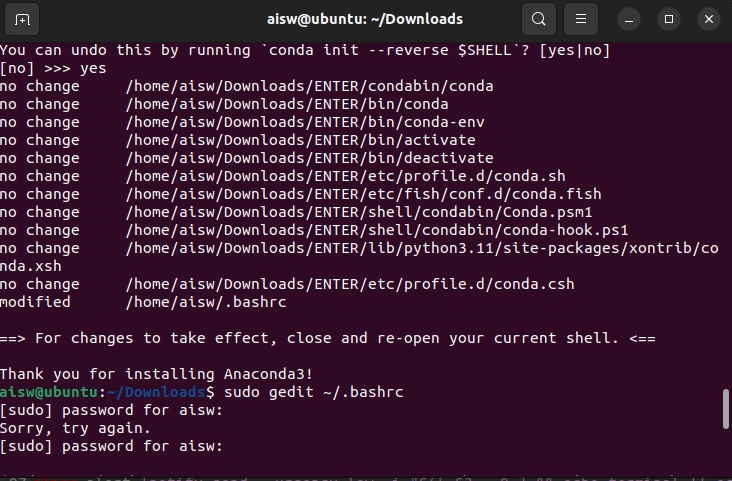 aisw@ubuntu: ~/Downloads
You can undo this by running `conda init --reverse $SHELL`? [yes|no]
[no] >>> yes
no change     /home/aisw/Downloads/ENTER/condabin/conda
no change     /home/aisw/Downloads/ENTER/bin/conda
no change     /home/aisw/Downloads/ENTER/bin/conda-env
no change     /home/aisw/Downloads/ENTER/bin/activate
no change     /home/aisw/Downloads/ENTER/bin/deactivate
no change     /home/aisw/Downloads/ENTER/etc/profile.d/conda.sh
no change     /home/aisw/Downloads/ENTER/etc/fish/conf.d/conda.fish
no change     /home/aisw/Downloads/ENTER/shell/condabin/Conda.psm1
no change     /home/aisw/Downloads/ENTER/shell/condabin/conda-hook.ps1
no change     /home/aisw/Downloads/ENTER/lib/python3.11/site-packages/xontrib/co
nda.xsh
no change     /home/aisw/Downloads/ENTER/etc/profile.d/conda.csh
modified      /home/aisw/.bashrc
==> For changes to take effect, close and re-open your current shell. <==
Thank you for installing Anaconda3!
aisw@ubuntu:~/Downloads$ sudo gedit ~/.bashrc
[sudo] password for aisw:
Sorry, try again.
[sudo] password for aisw: